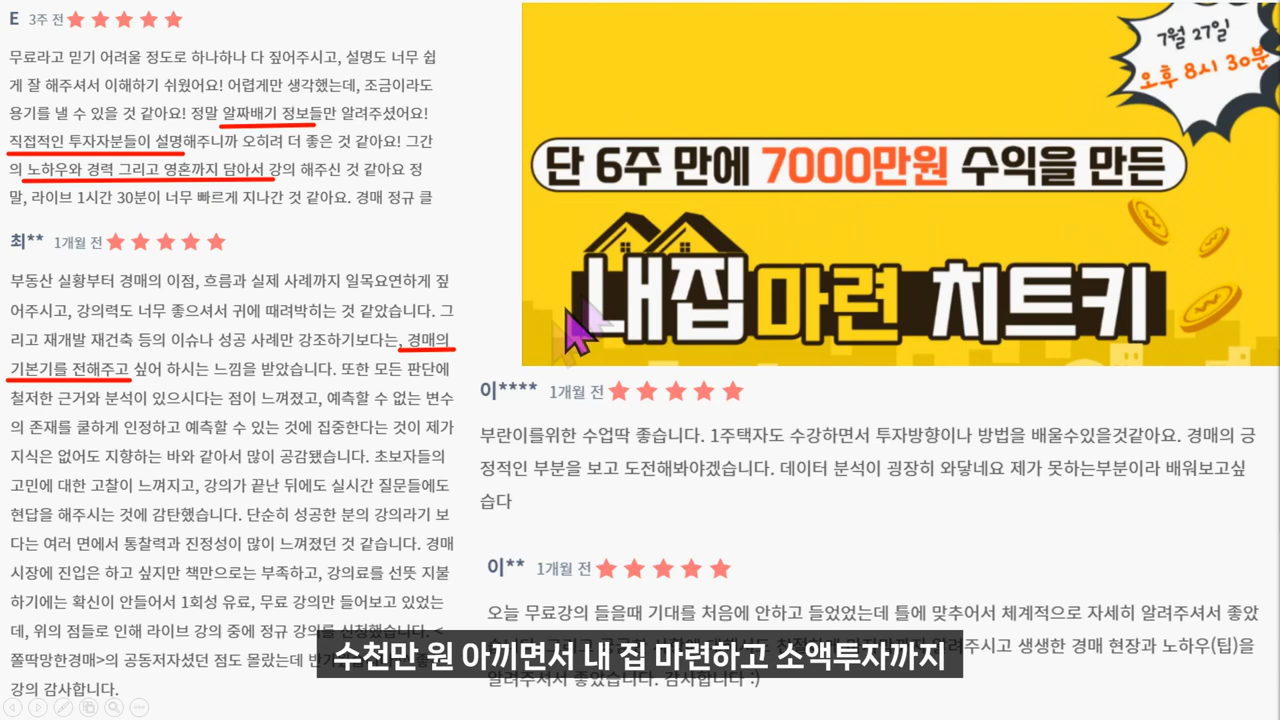 E 3주 전
무료라고 믿기 어려울 정도로 하나하나 다 짚어주시고, 설명도 너무 쉽
게 잘 해주셔서 이해하기 쉬웠어요! 어렵게만 생각했는데, 조금이라도
용기를 낼 수 있을 것 같아요! 정말 알짜배기 정보들만 알려주셨어요!
직접적인 투자자분들이 설명해주니까 오히려 더 좋은 것 같아요! 그간
의 노하우와 경력 그리고 영혼까지 담아서 강의 해주신 것 같아요 정
말, 라이브 1시간 30분이 너무 빠르게 지나간 것 같아요. 경매 정규 클
최** 1개월 전
부동산 실황부터 경매의 이점, 흐름과 실제 사례까지 일목요연하게 짚
어주시고, 강의력도 너무 좋으셔서 귀에 때려박히는 것 같았습니다. 그
리고 재개발 재건축 등의 이슈나 성공 사례만 강조하기보다는, 경매의
기본기를 전해주고 싶어 하시는 느낌을 받았습니다. 또한 모든 판단에
철저한 근거와 분석이 있으시다는 점이 느껴졌고, 예측할 수 없는 변수
의 존재를 쿨하게 인정하고 예측할 수 있는 것에 집중한다는 것이 제가
지식은 없어도 지향하는 바와 같아서 많이 공감됐습니다. 초보자들의
고민에 대한 고찰이 느껴지고, 강의가 끝난 뒤에도 실시간 질문들에도
현답을 해주시는 것에 감탄했습니다. 단순히 성공한 분의 강의라기 보
다는 여러 면에서 통찰력과 진정성이 많이 느껴졌던 것 같습니다. 경매
시장에 진입은 하고 싶지만 책만으로는 부족하고, 강의료를 선뜻 지불
하기에는 확신이 안들어서 1회성 유료, 무료 강의만 들어보고 있었는
데, 위의 점들로 인해 라이브 강의 중에 정규 강의를 신청했습니다. <
쫄딱망한경매>의 공동저자셨던 점도 몰랐는데
강의 감사합니다.
7월 27일
오후 8시 30분
단 6주 만에 7000만원 수익을 만든
내집마련 치트키
이**** 1개월 전
부란이를위한 수업딱 좋습니다. 1주택자도 수강하면서 투자방향이나 방법을 배울수있을것같아요. 경매의 긍
정적인 부분을 보고 도전해봐야겠습니다. 데이터 분석이 굉장히 와닿네요 제가 못하는부분이라 배워보고싶
습다
이** 1개월 전
오늘 무료강의 들을때 기대를 처음에 안하고 들었었는데 틀에 맞추어서 체계적으로 자세히 알려주셔서 좋았
알려주시고 생생한 경매 현장과 노하우(팁)을
알려주셔서 좋았습니다. 감사합니다 :)
수천만 원 아끼면서 내 집 마련하고 소액투자까지